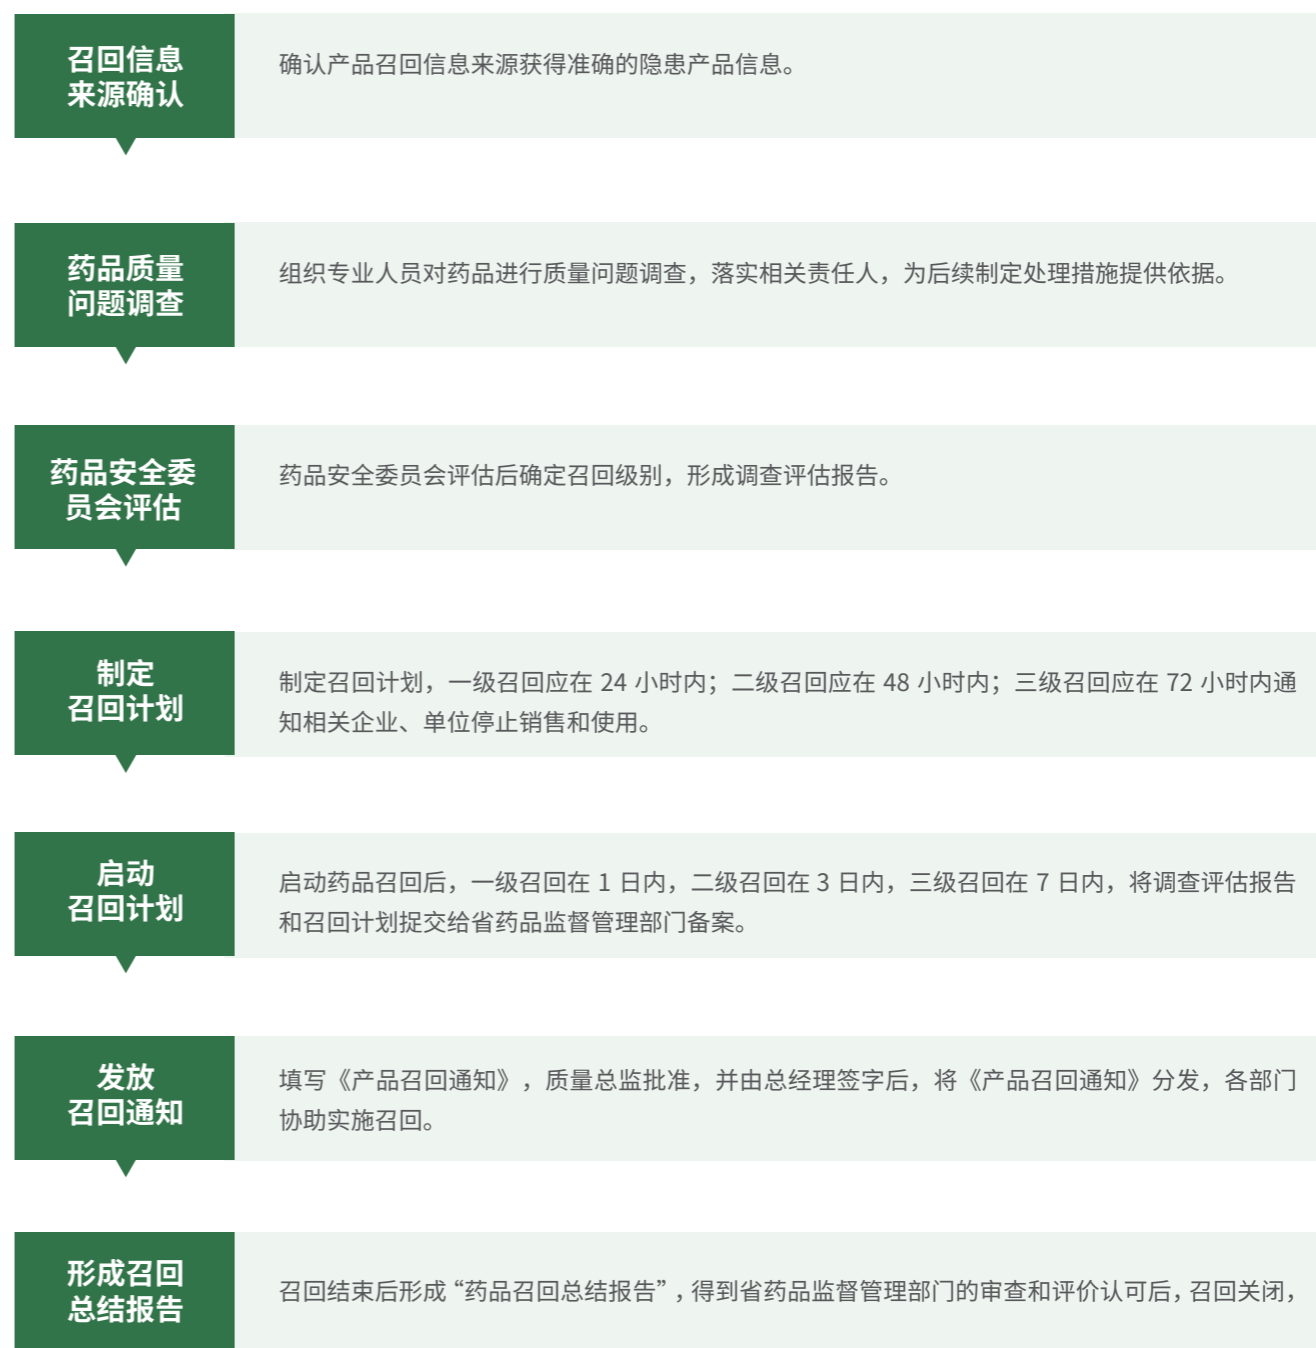 召回信息
来源确认
确认产品召回信息来源获得准确的隐患产品信息。
药品质量
问题调查
组织专业人员对药品进行质量问题调查，落实相关责任人，为后续制定处理措施提供依据。
药品安全委
员会评估
药品安全委员会评估后确定召回级别，形成调查评估报告。
制定
召回计划
制定召回计划，一级召回应在 24 小时内；二级召回应在 48 小时内；三级召回应在 72 小时内通
知相关企业、单位停止销售和使用。
启动
召回计划
启动药品召回后，一级召回在 1 日内，二级召回在 3 日内，三级召回在 7 日内，将调查评估报告
和召回计划捉交给省药品监督管理部门备案。
发放
召回通知
填写《产品召回通知》，质量总监批准，并由总经理签字后，将《产品召回通知》分发，各部门
协助实施召回。
形成召回
总结报告
召回结束后形成“药品召回总结报告”，得到省药品监督管理部门的审查和评价认可后，召回关闭，